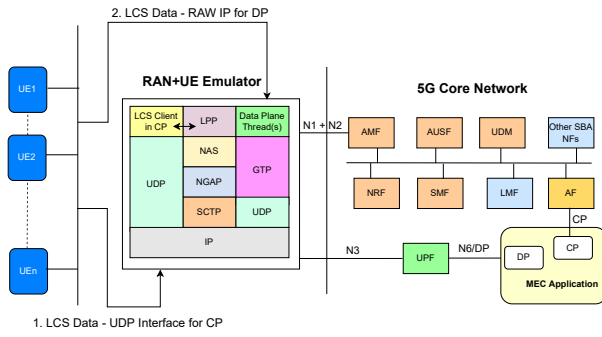 2. LCS Data - RAW IP for DP
RAN+UE Emulator
5G Core Network
UE1
UE2
UEn
LCS Client
in CP
LPP
Data Plane
Thread(s)
NAS
UDP
NGAP
GTP
SCTP
UDP
IP
N1 + N2
AMF
AUSF
UDM
Other SBA
NFs
NRF
SMF
LMF
AF
CP
N3
UPF
N6/DP
DP
CP
MEC Application
1. LCS Data - UDP Interface for CP